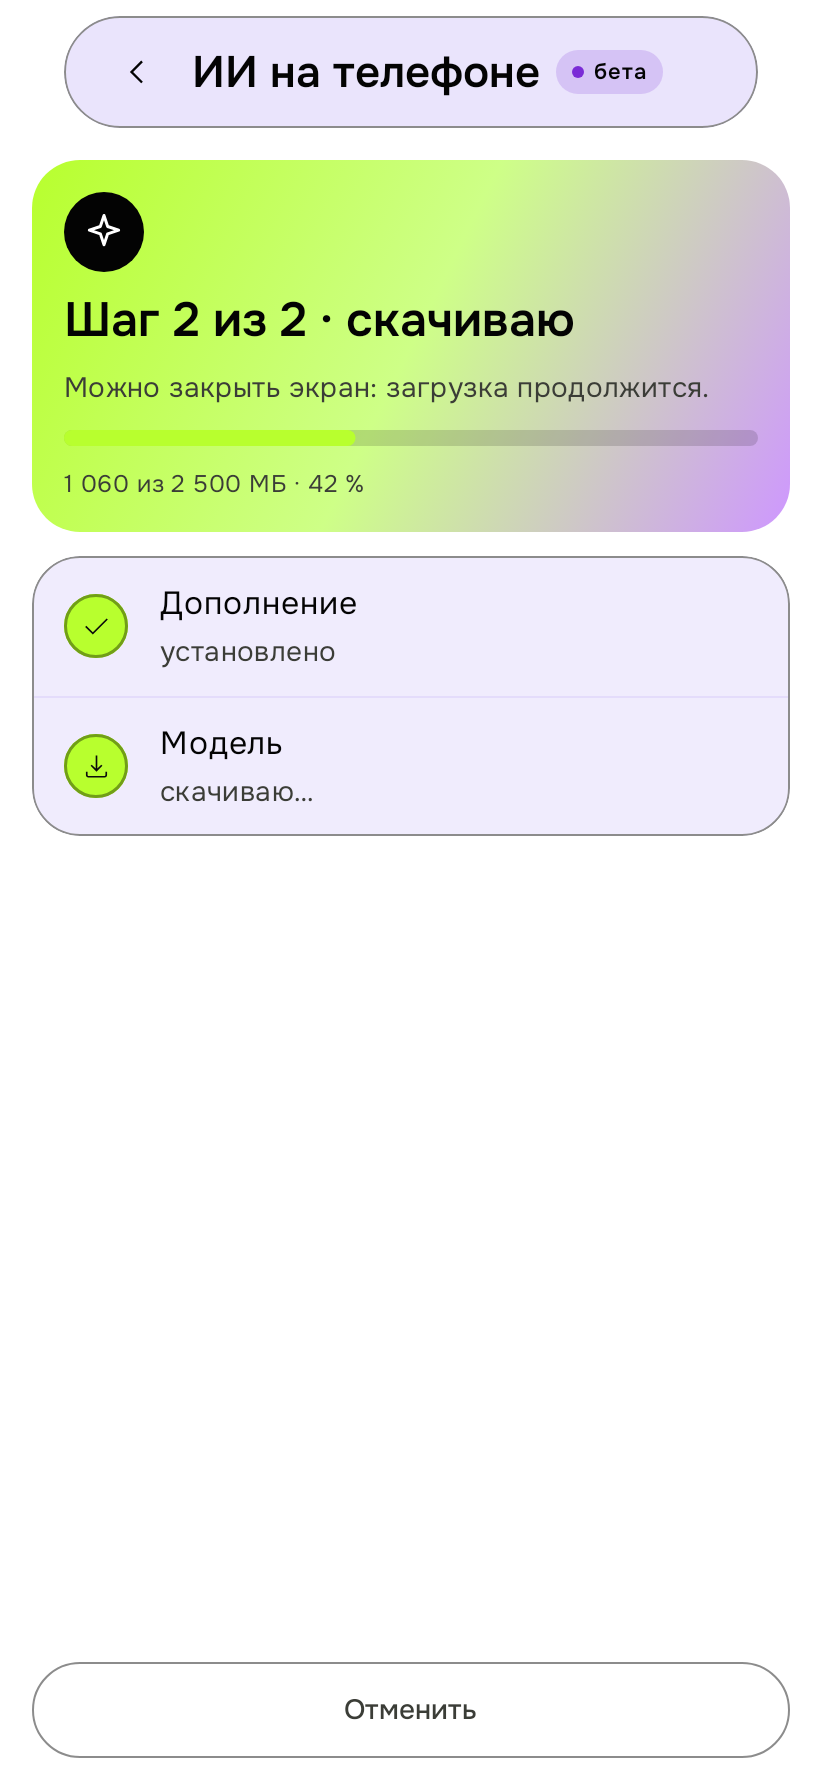 ИИ на телефоне бета
Шаг 2 из 2 · скачиваю
Можно закрыть экран: загрузка продолжится.
1 060 из 2 500 МБ · 42 %
Дополнение
установлено
Модель
скачиваю…
Отменить